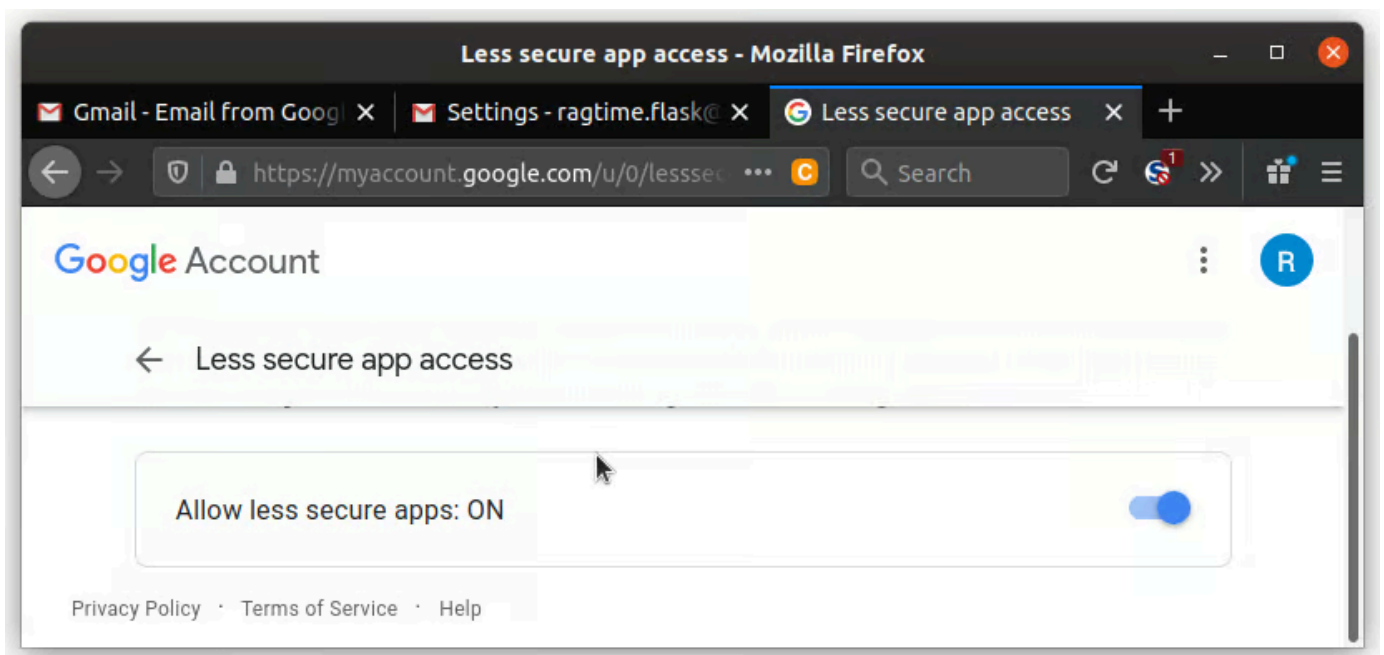 Less secure app access - Mozilla Firefox
Gmail - Email from Googl
Settings - ragtime.flask@
Less secure app access
https://myaccount.google.com/u/0/lesssec
Search
1
Google Account
R
Less secure app access
Allow less secure apps: ON
Privacy Policy · Terms of Service · Help